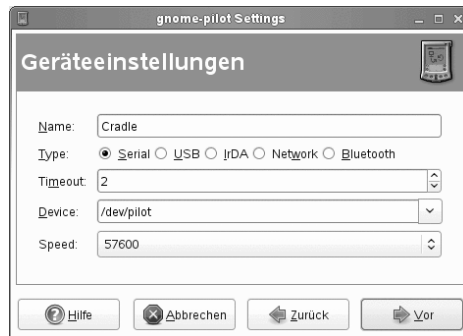 gnome-pilot Settings
Geräteeinstellungen
Name: Cradle
Type: Serial USB IrDA Network Bluetooth
Timeout: 2
Device: /dev/pilot
Speed: 57600
Hilfe Abbrechen Zurück Vor